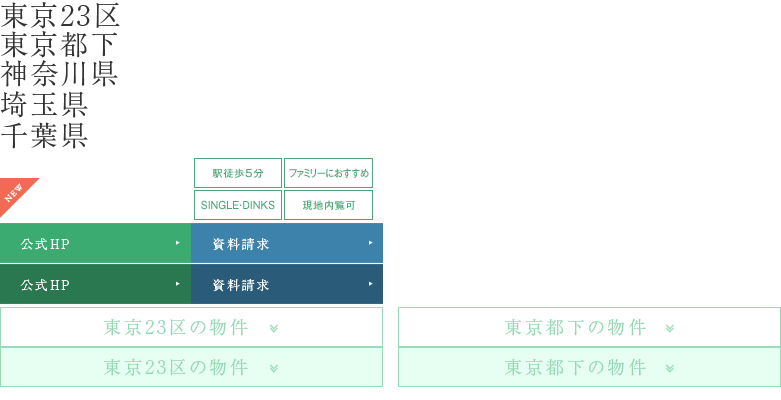 東京23区
東京都下
神奈川県
埼玉県
千葉県
駅徒歩5分 ファミリーにおすすめ
NEW
SINGLE·DINKS 現地内覧可
公式HP 資料請求
公式HP 資料請求
東京23区の物件 東京都下の物件
東京23区の物件 東京都下の物件